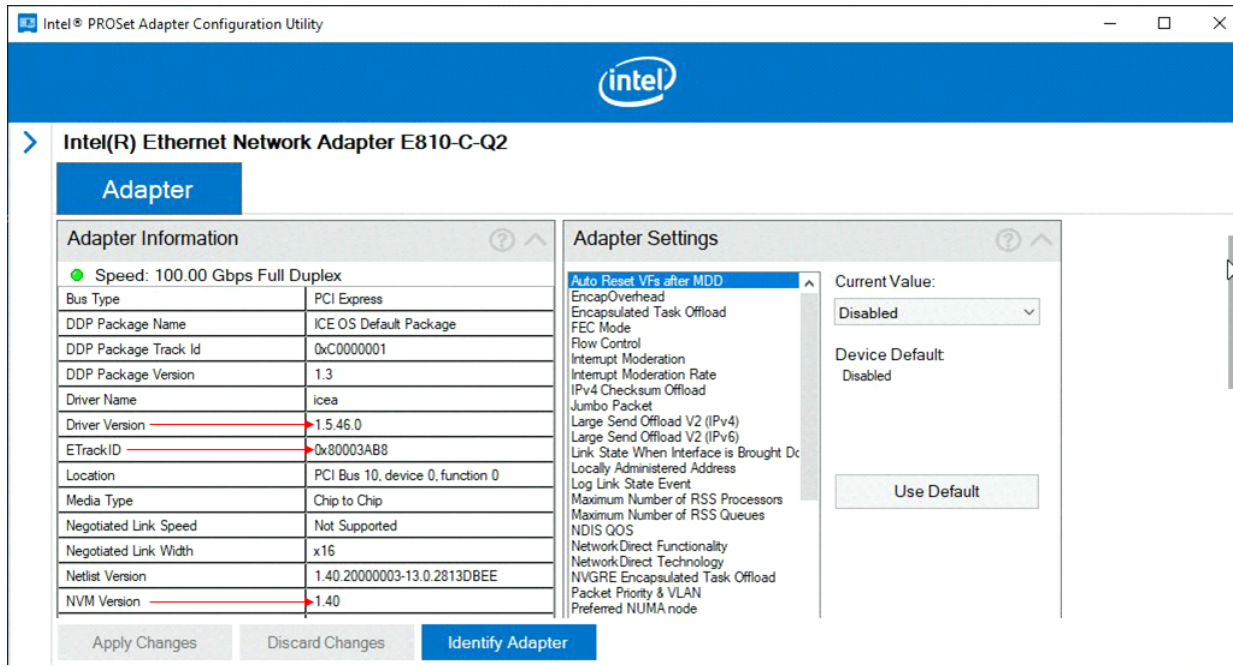 Intel® PROSet Adapter Configuration Utility
intel
Intel(R) Ethernet Network Adapter E810-C-Q2
Adapter
Adapter Information
Speed: 100.00 Gbps Full Duplex
Bus Type PCI Express
DDP Package Name ICE OS Default Package
DDP Package Track Id 0xC0000001
DDP Package Version 1.3
Driver Name icea
Driver Version 1.5.46.0
ETrackID 0x80003AB8
Location PCI Bus 10, device 0, function 0
Media Type Chip to Chip
Negotiated Link Speed Not Supported
Negotiated Link Width x16
Netlist Version 1.40.20000003-13.0.2813DBEE
NVM Version 1.40
Adapter Settings
Auto Reset VFs after MDD
EncapOverhead
Encapsulated Task Offload
FEC Mode
Flow Control
Interrupt Moderation
Interrupt Moderation Rate
IPv4 Checksum Offload
Jumbo Packet
Large Send Offload V2 (IPv4)
Large Send Offload V2 (IPv6)
Link State When Interface is Brought Do
Locally Administered Address
Log Link State Event
Maximum Number of RSS Processors
Maximum Number of RSS Queues
NDIS QOS
NetworkDirect Functionality
NetworkDirect Technology
NVGRE Encapsulated Task Offload
Packet Priority & VLAN
Preferred NUMA node
Current Value:
Disabled
Device Default:
Disabled
Use Default
Apply Changes
Discard Changes
Identify Adapter